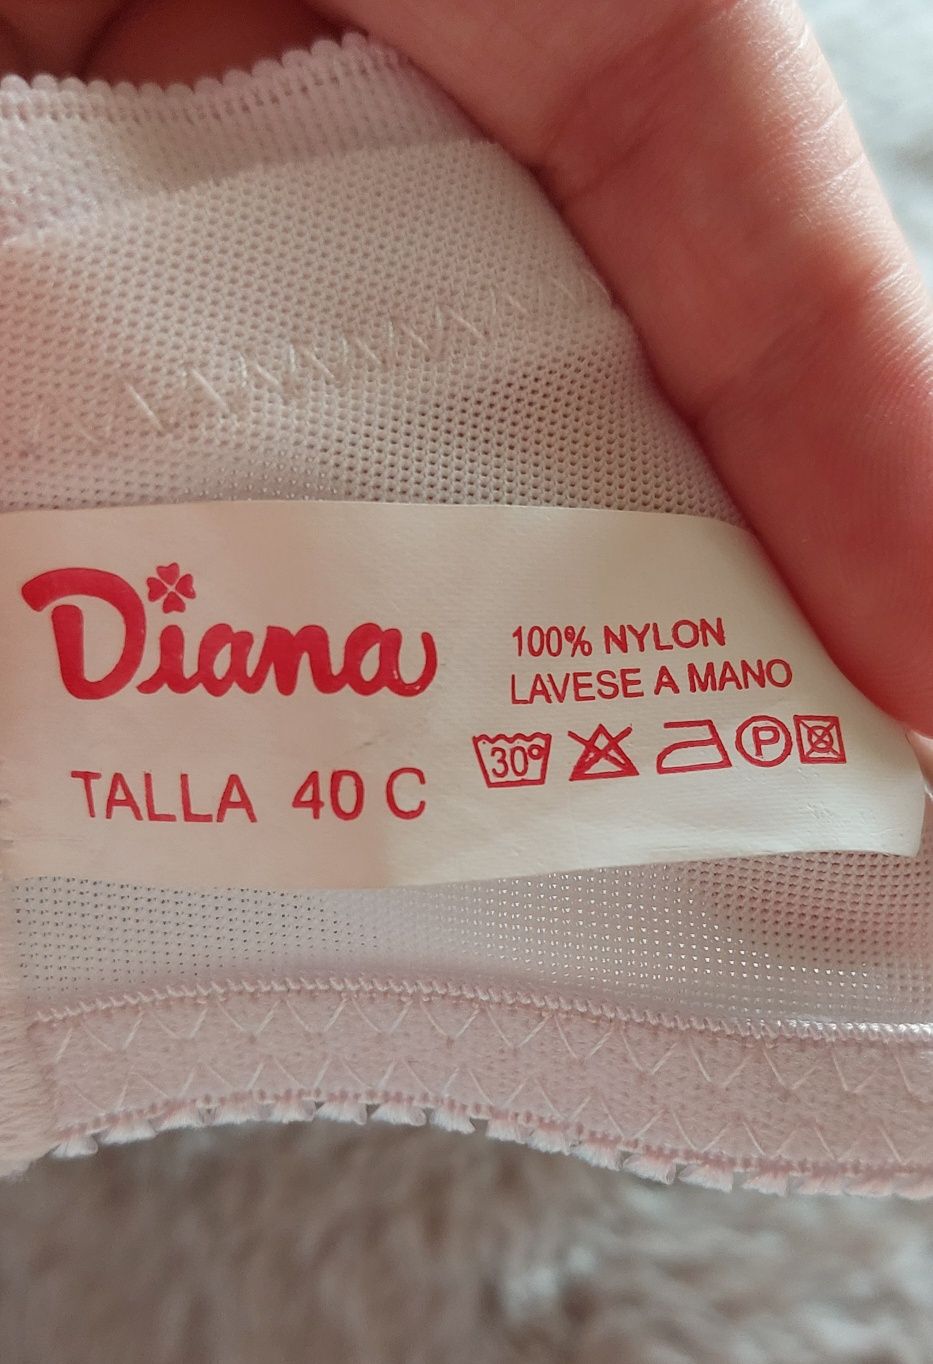 Diana
TALLA 40 C
100% NYLON
LAVESE A MANO
30° P